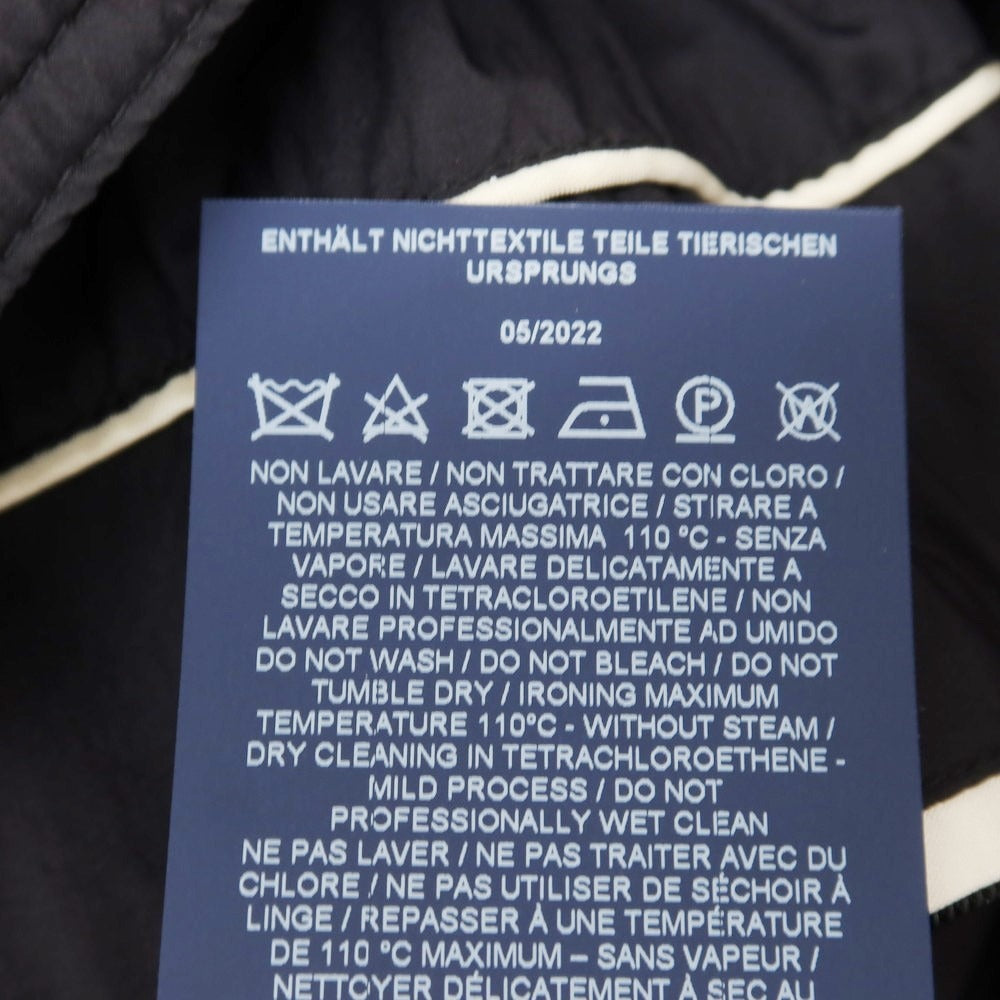 ENTHÄLT NICHTTEXTILE TEILE TIERISCHEN
URSPRUNGS
05/2022
P
W
NON LAVARE / NON TRATTARE CON CLORO /
NON USARE ASCIUGATRICE / STIRARE A
TEMPERATURA MASSIMA 110 °C - SENZA
VAPORE / LAVARE DELICATAMENTE A
SECCO IN TETRACLOROETILENE / NON
LAVARE PROFESSIONALMENTE AD UMIDO
DO NOT WASH / DO NOT BLEACH / DO NOT
TUMBLE DRY / IRONING MAXIMUM
TEMPERATURE 110°C - WITHOUT STEAM /
DRY CLEANING IN TETRACHLOROETHENE -
MILD PROCESS / DO NOT
PROFESSIONALLY WET CLEAN
NE PAS LAVER / NE PAS TRAITER AVEC DU
CHLORE / NE PAS UTILISER DE SÉCHOIR À
LINGE / REPASSER À UNE TEMPÉRATURE
DE 110 °C MAXIMUM – SANS VAPEUR /
NETTOYER DÉLICATEMENT À SEC AU